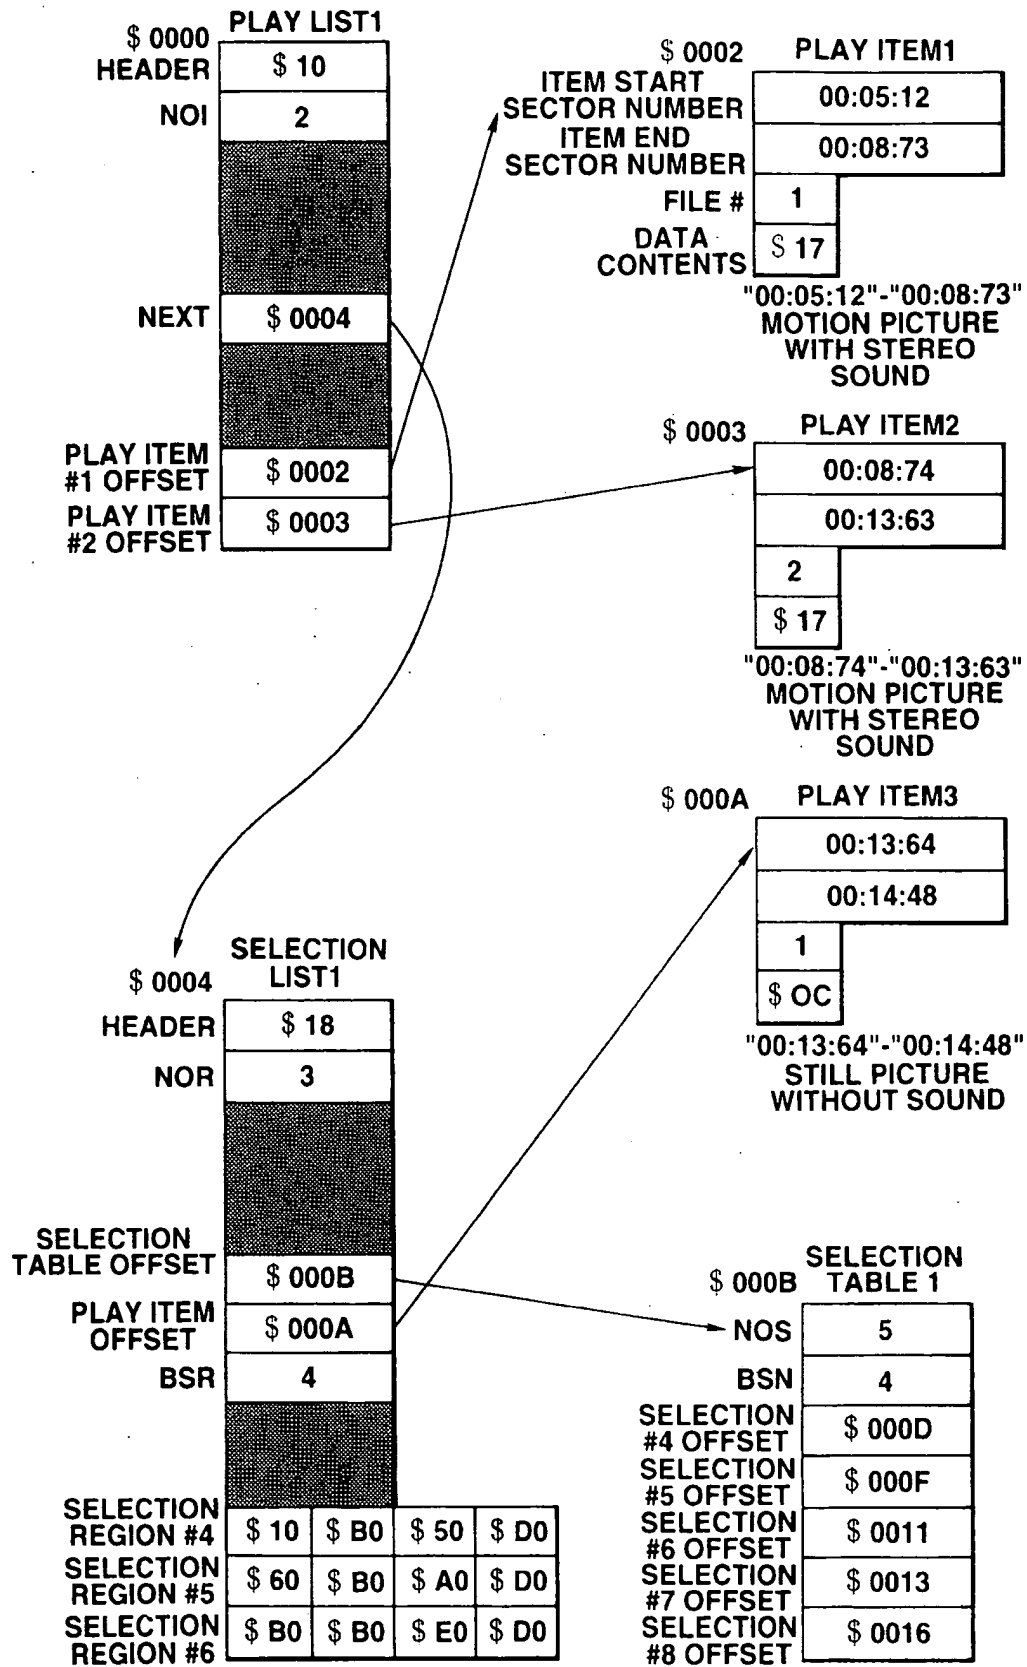 PLAY LIST1
$ 0000
HEADER $ 10
NOI 2
NEXT $ 0004
PLAY ITEM
#1 OFFSET $ 0002
PLAY ITEM
#2 OFFSET $ 0003
$ 0002 PLAY ITEM1
ITEM START
SECTOR NUMBER 00:05:12
ITEM END
SECTOR NUMBER 00:08:73
FILE # 1
DATA
CONTENTS $ 17
"00:05:12"-"00:08:73"
MOTION PICTURE
WITH STEREO
SOUND
$ 0003 PLAY ITEM2
00:08:74
00:13:63
2
$ 17
"00:08:74"-"00:13:63"
MOTION PICTURE
WITH STEREO
SOUND
$ 000A PLAY ITEM3
00:13:64
00:14:48
1
$ OC
"00:13:64"-"00:14:48"
STILL PICTURE
WITHOUT SOUND
SELECTION
LIST1
$ 0004
HEADER $ 18
NOR 3
SELECTION
TABLE OFFSET $ 000B
PLAY ITEM
OFFSET $ 000A
BSR 4
SELECTION
REGION #4 $ 10 $ B0 $ 50 $ D0
SELECTION
REGION #5 $ 60 $ B0 $ A0 $ D0
SELECTION
REGION #6 $ B0 $ B0 $ E0 $ D0
SELECTION
$ 000B TABLE 1
NOS 5
BSN 4
SELECTION
#4 OFFSET $ 000D
SELECTION
#5 OFFSET $ 000F
SELECTION
#6 OFFSET $ 0011
SELECTION
#7 OFFSET $ 0013
SELECTION
#8 OFFSET $ 0016